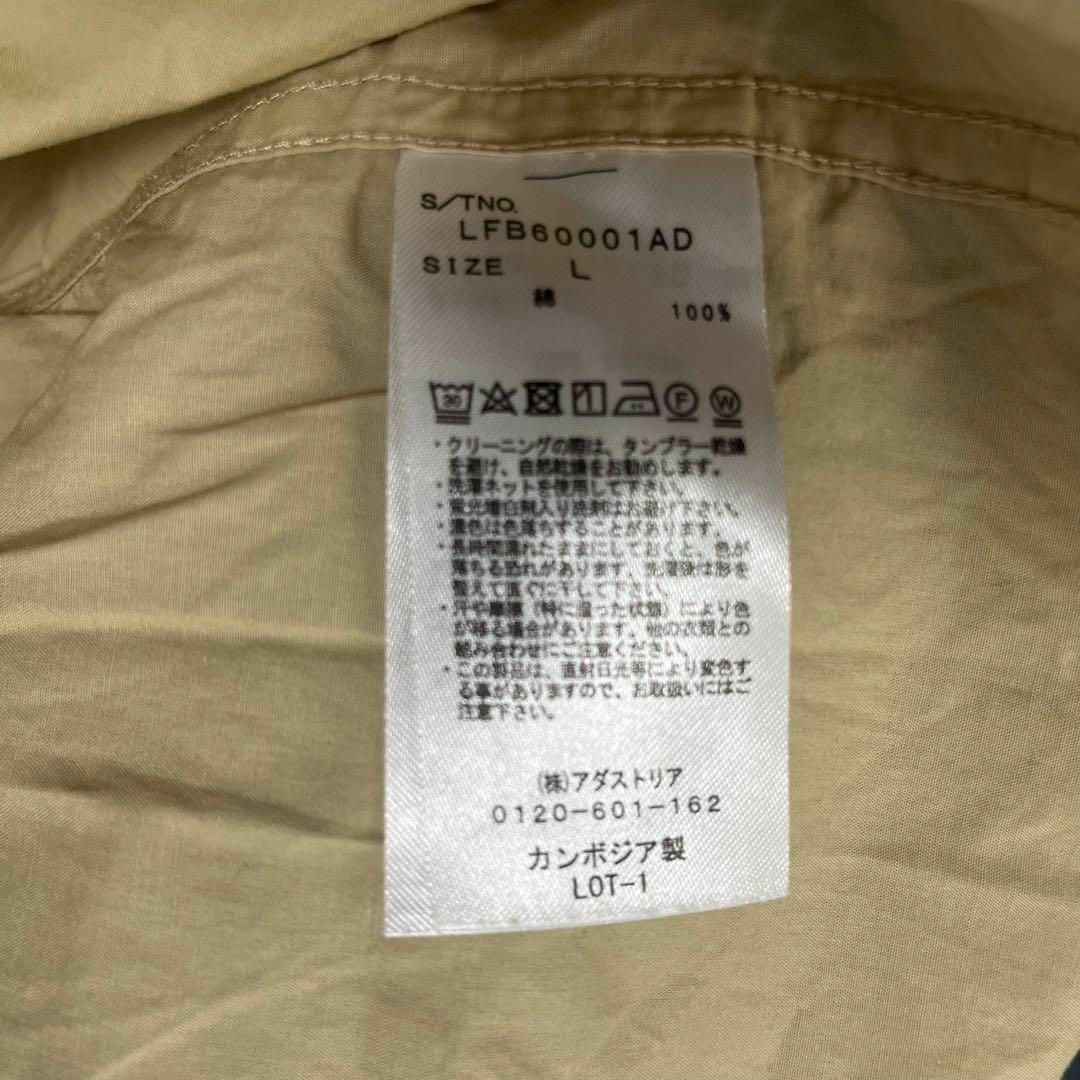 S/TNO.
LFB60001AD
SIZE L
綿 100%
30
F W
・クリーニングの際は、タンブラー乾燥
を避け、自然乾燥をお勧めします。
・洗濯ネットを使用して下さい。
・蛍光増白剤入り洗剤はお避け下さい。
・濃色は色落ちすることがあります。
・長時間濡れたままにしておくと、色が
落ちる恐れがあります。洗濯後は形を
整えて直ぐに干して下さい。
・汗や摩擦（特に湿った状態）により色
が移る場合があります。他の衣類との
組み合わせにご注意ください。
・この製品は、直射日光等により変色す
る事がありますので、お取扱いにはご
注意下さい。
(株)アダストリア
0120-601-162
カンボジア製
LOT-1